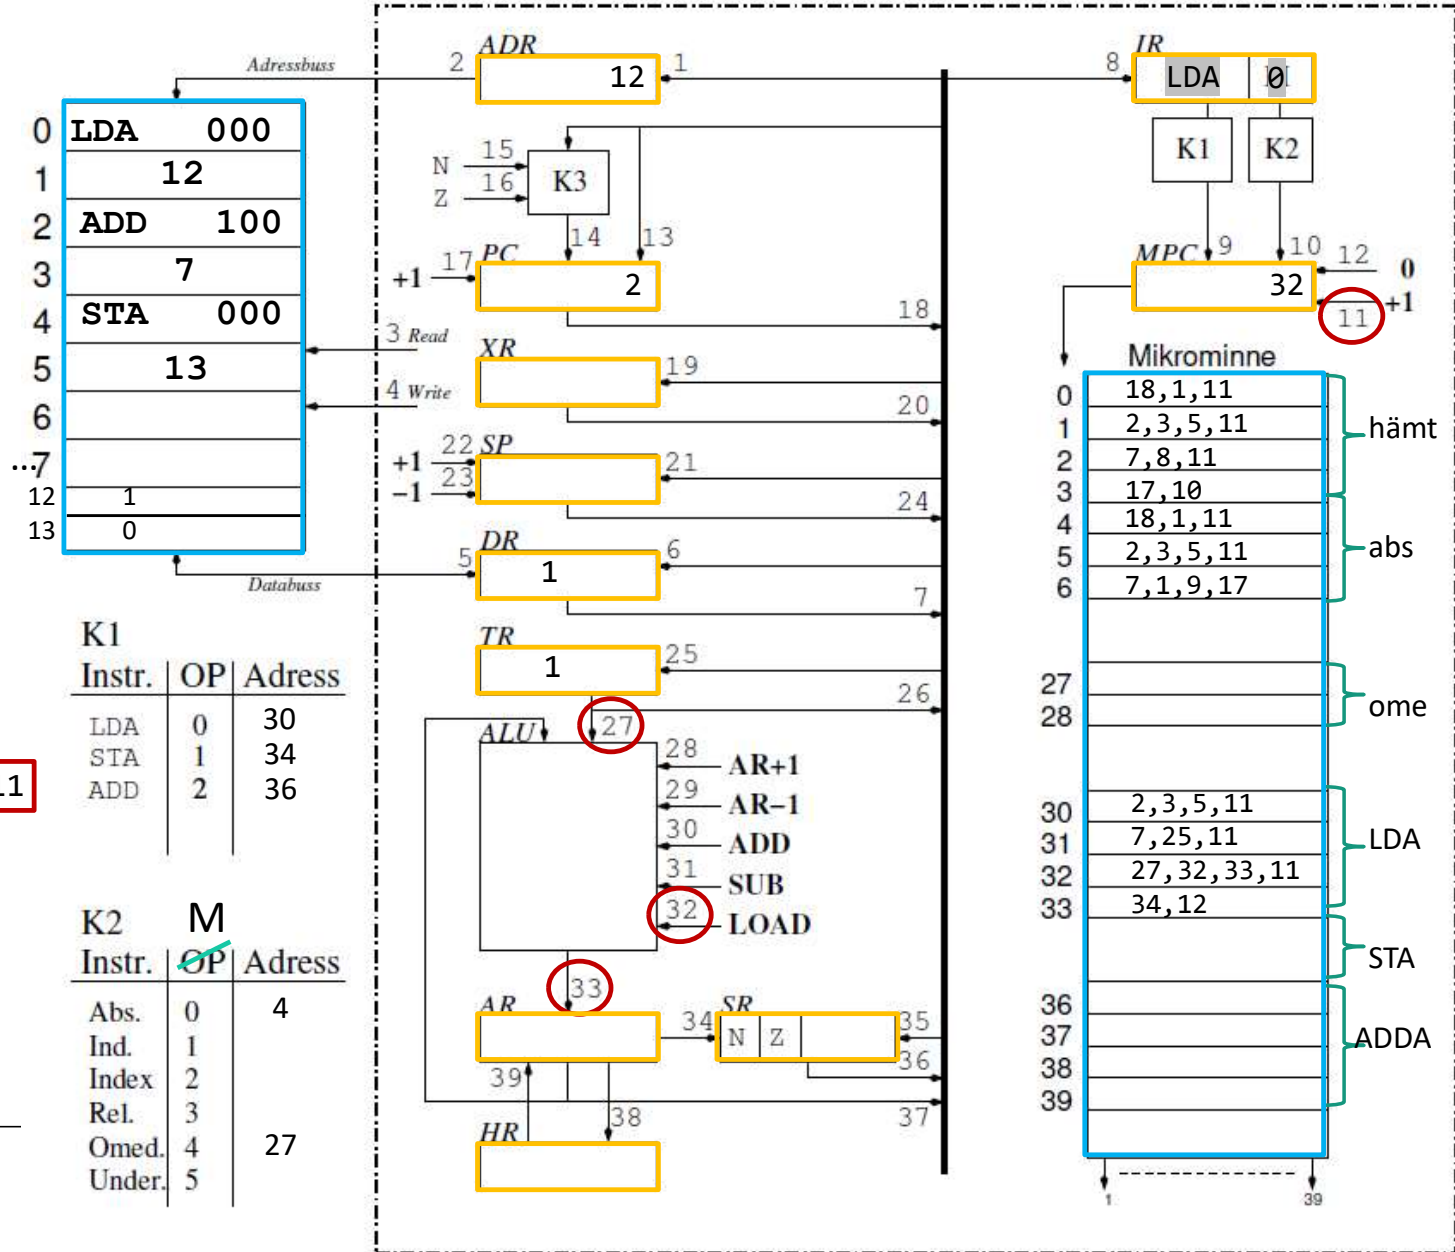 Adressbuss
0 LDA 000
1 12
2 ADD 100
3 7
4 STA 000
5 13
6
...7
12 1
13 0
Databuss
K1
Instr. OP Adress
LDA 0 30
STA 1 34
ADD 2 36
11
K2 M
Instr. OP Adress
Abs. 0 4
Ind. 1
Index 2
Rel. 3
Omed. 4 27
Under. 5
2 ADR 1
12
N 15
Z 16
K3
14 13
+1 17 PC
2
18
3 Read
4 Write
XR 19
20
+1 22 SP 21
-1 23
24
5 DR 6
1
7
TR 25
1
26
ALU 27
28 AR+1
29 AR−1
30 ADD
31 SUB
32 LOAD
33
AR 34 SR 35
N Z
36
39 37
38
HR
8 IR
LDA 0
K1 K2
MPC 9 10 12 0
32
11 +1
Mikrominne
0 18,1,11
1 2,3,5,11
2 7,8,11
3 17,10
hämt
4 18,1,11
5 2,3,5,11
6 7,1,9,17
abs
27
28
ome
30 2,3,5,11
31 7,25,11
32 27,32,33,11
33 34,12
LDA
STA
36
37
38
39
ADDA
1 39